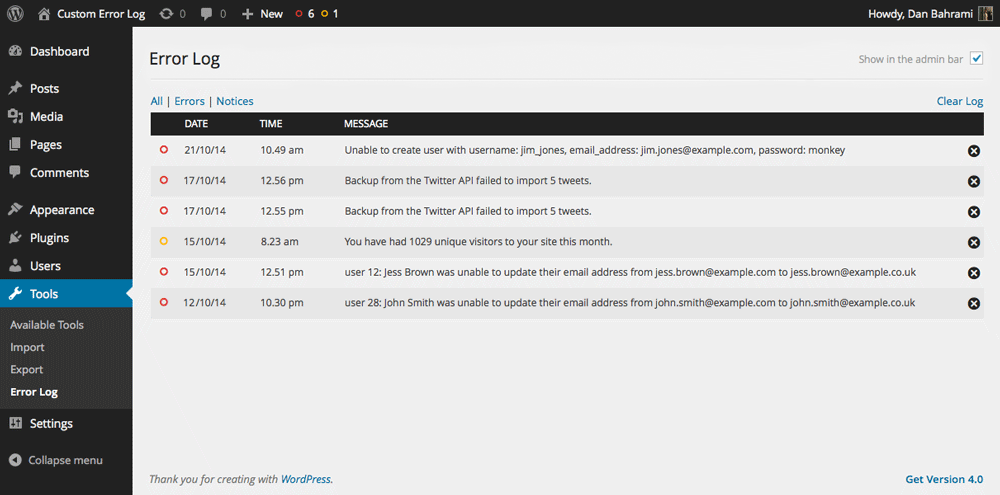 Custom Error Log 0 0 New 6 1 Howdy, Dan Bahrami
Dashboard
Posts
Media
Pages
Comments
Appearance
Plugins
Users
Tools
Available Tools
Import
Export
Error Log
Settings
Collapse menu
Error Log Show in the admin bar
All | Errors | Notices Clear Log
DATE TIME MESSAGE
21/10/14 10.49 am Unable to create user with username: jim_jones, email_address: jim.jones@example.com, password: monkey
17/10/14 12.56 pm Backup from the Twitter API failed to import 5 tweets.
17/10/14 12.55 pm Backup from the Twitter API failed to import 5 tweets.
15/10/14 8.23 am You have had 1029 unique visitors to your site this month.
15/10/14 12.51 pm user 12: Jess Brown was unable to update their email address from jess.brown@example.com to jess.brown@example.co.uk
12/10/14 10.30 pm user 28: John Smith was unable to update their email address from john.smith@example.com to john.smith@example.co.uk
Thank you for creating with WordPress. Get Version 4.0